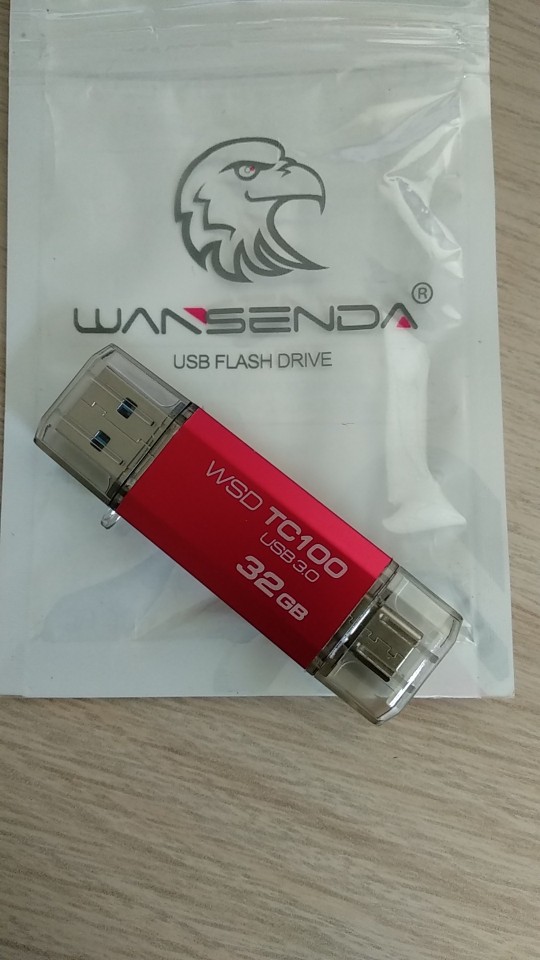 WANSENDA®
USB FLASH DRIVE
WSD TC100
USB3.0
32GB